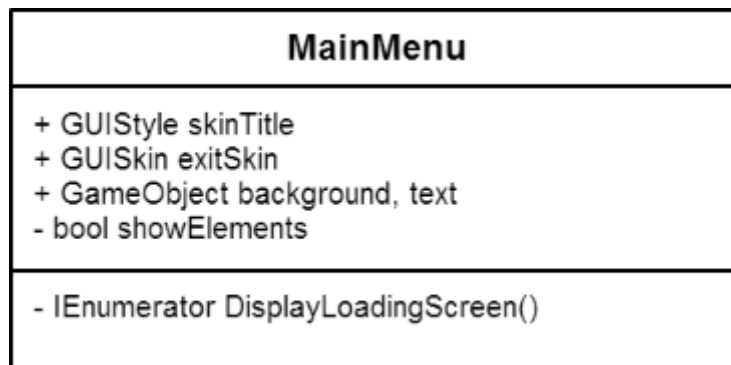 MainMenu
+ GUIStyle skinTitle
+ GUISkin exitSkin
+ GameObject background, text
- bool showElements
- IEnumerator DisplayLoadingScreen()